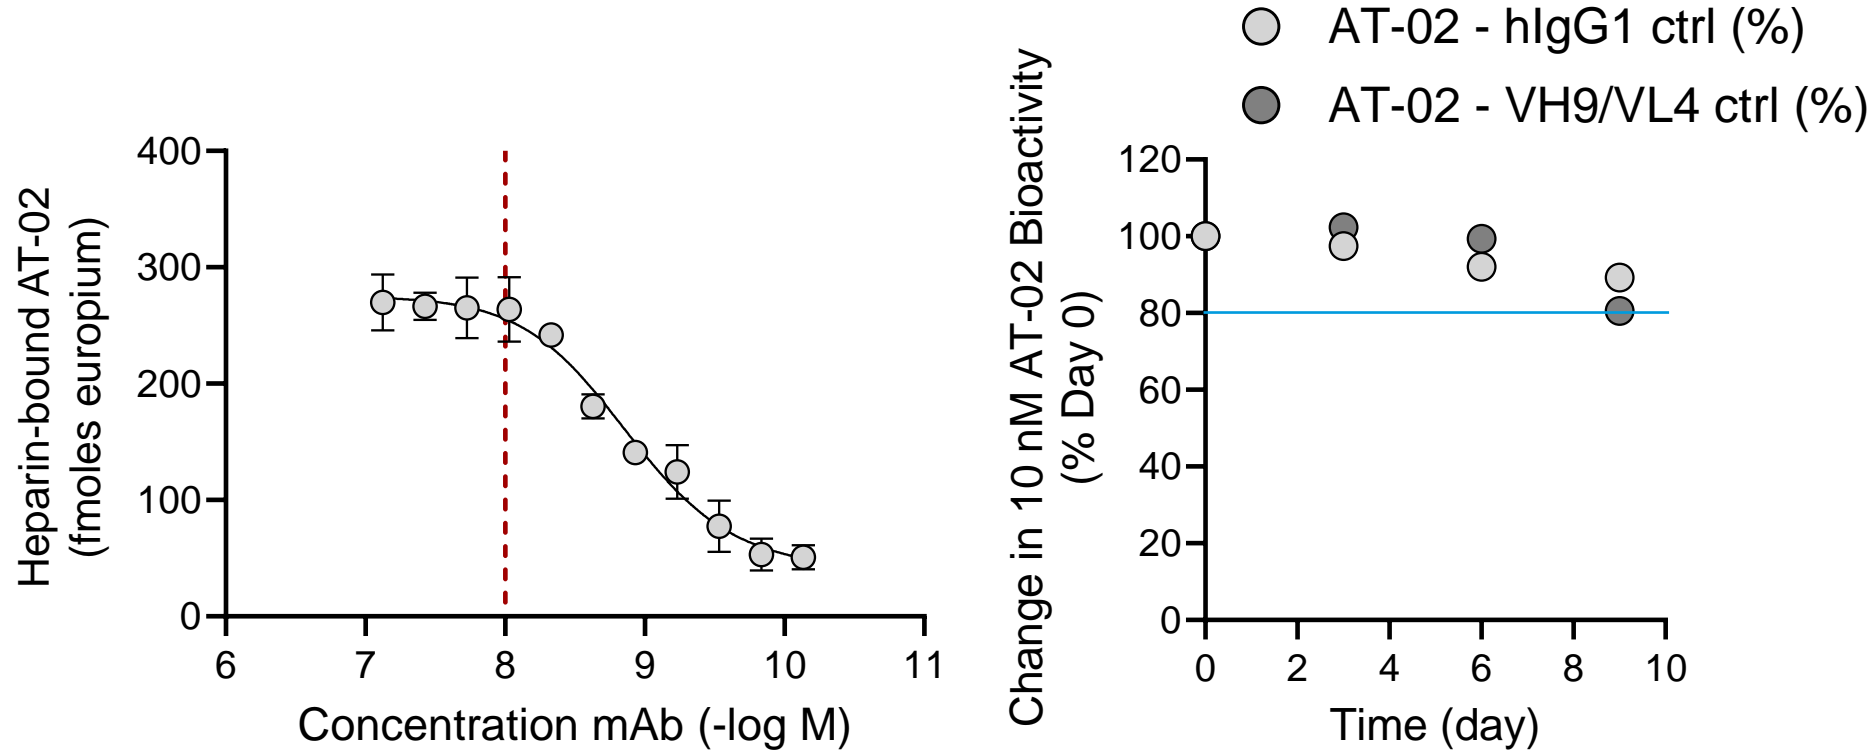 Heparin-bound AT-02
(fmoles europium)
400
300
200
100
0
6 7 8 9 10 11
Concentration mAb (-log M)
AT-02 - hIgG1 ctrl (%)
AT-02 - VH9/VL4 ctrl (%)
Change in 10 nM AT-02 Bioactivity
(% Day 0)
120
100
80
60
40
20
0
0 2 4 6 8 10
Time (day)